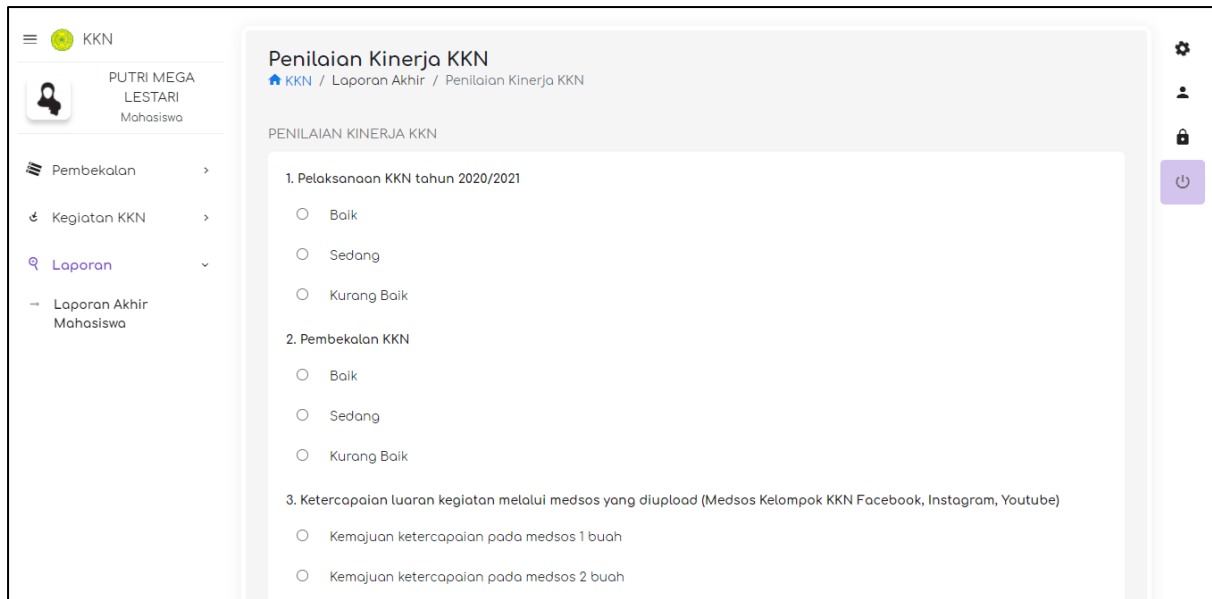 KKN
PUTRI MEGA
LESTARI
Mahasiswa
Pembekalan
Kegiatan KKN
Laporan
Laporan Akhir
Mahasiswa
Penilaian Kinerja KKN
KKN / Laporan Akhir / Penilaian Kinerja KKN
PENILAIAN KINERJA KKN
1. Pelaksanaan KKN tahun 2020/2021
Baik
Sedang
Kurang Baik
2. Pembekalan KKN
Baik
Sedang
Kurang Baik
3. Ketercapaian luaran kegiatan melalui medsos yang diupload (Medsos Kelompok KKN Facebook, Instagram, Youtube)
Kemajuan ketercapaian pada medsos 1 buah
Kemajuan ketercapaian pada medsos 2 buah